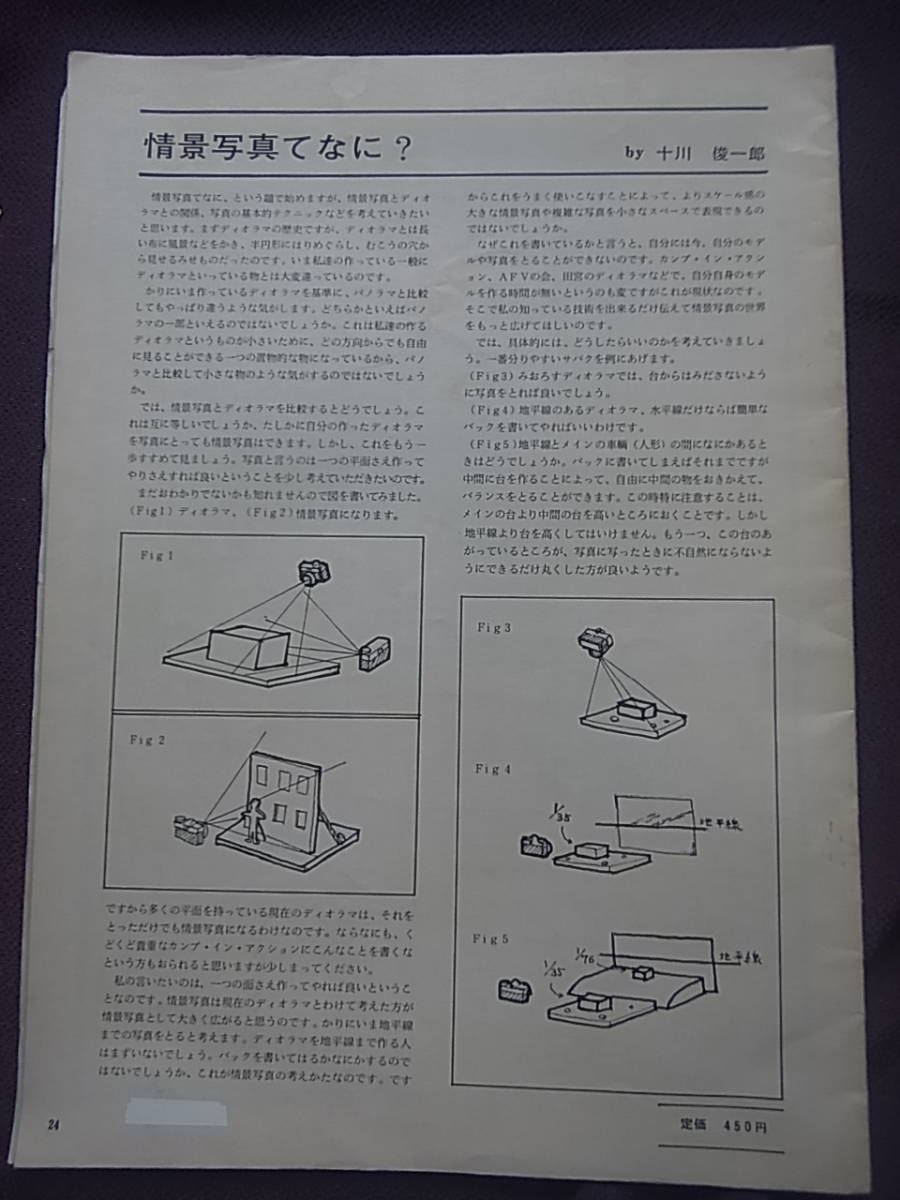 情景写真てなに？
by 十川 俊一郎
情景写真てなに、という題で始めますが、情景写真とディオ
ラマとの関係、写真の基本的テクニックなどを考えていきたい
と思います。まずディオラマの歴史ですが、ディオラマとは長
い布に風景などをかき、半円形にはりめぐらし、むこうの穴か
ら見せるみせものだったのです。いま私達の作っている一般に
ディオラマといっている物とは大変違っているのです。
かりにいま作っているディオラマを基準に、パノラマと比較
してもやっぱり違うような気がします。どちらかといえばパノ
ラマの一部といえるのではないでしょうか。これは私達の作る
ディオラマというものが小さいために、どの方向からでも自由
に見ることができる一つの置物的な物になっているから、パノ
ラマと比較して小さな物のような気がするのではないでしょう
か。
では、情景写真とディオラマを比較するとどうでしょう。こ
れは互に等しいでしょうか、たしかに自分の作ったディオラマ
を写真にとっても情景写真はできます。しかし、これをもう一
歩すすめて見ましょう。写真と言うのは一つの平面さえ作って
やりさえすれば良いということを少し考えていただきたいのです。
まだおわかりでないかも知れませんので図を書いてみました。
(Fig1)ディオラマ、(Fig2)情景写真になります。
Fig1
Fig2
ですから多くの平面を持っている現在のディオラマは、それを
とっただけでも情景写真になるわけなのです。ならなにも、く
どくど貴重なカンプ・イン・アクションにこんなことを書くな
という方もおられると思いますが少しまってください。
私の言いたいのは、一つの面さえ作ってやれば良いというこ
となのです。情景写真は現在のディオラマとわけて考えた方が
情景写真として大きく広がると思うのです。かりにいま地平線
までの写真をとると考えます。ディオラマを地平線まで作る人
はまずいないでしょう。バックを書いてはるかなにかするので
はないでしょうか、これが情景写真の考えかたなのです。です
からこれをうまく使いこなすことによって、よりスケール感の
大きな情景写真や複雑な写真を小さなスペースで表現できるの
ではないでしょうか。
なぜこれを書いているかと言うと、自分には今、自分のモデ
ルや写真をとることができないのです。カンプ・イン・アクシ
ョン、AFVの会、田宮のディオラマなどで、自分自身のモデ
ルを作る時間が無いというのも変ですがこれが現状なのです。
そこで私の知っている技術を出来るだけ伝えて情景写真の世界
をもっと広げてほしいのです。
では、具体的には、どうしたらいいのかを考えていきましょ
う。一番分りやすいサバクを例にあげます。
(Fig3)みおろすディオラマでは、台からはみださないよう
に写真をとれば良いでしょう。
(Fig4)地平線のあるディオラマ、水平線だけならば簡単な
バックを書いてやればいいわけです。
(Fig5)地平線とメインの車輌（人形）の間になにかあると
きはどうでしょうか。バックに書いてしまえばそれまでですが
中間に台を作ることによって、自由に中間の物をおきかえて、
バランスをとることができます。この時特に注意することは、
メインの台より中間の台を高いところにおくことです。しかし
地平線より台を高くしてはいけません。もう一つ、この台のあ
がっているところが、写真に写ったときに不自然にならないよ
うにできるだけ丸くした方が良いようです。
Fig3
Fig4
1/35
地平線
Fig5
1/76
1/35
地平線
24
定価 450円